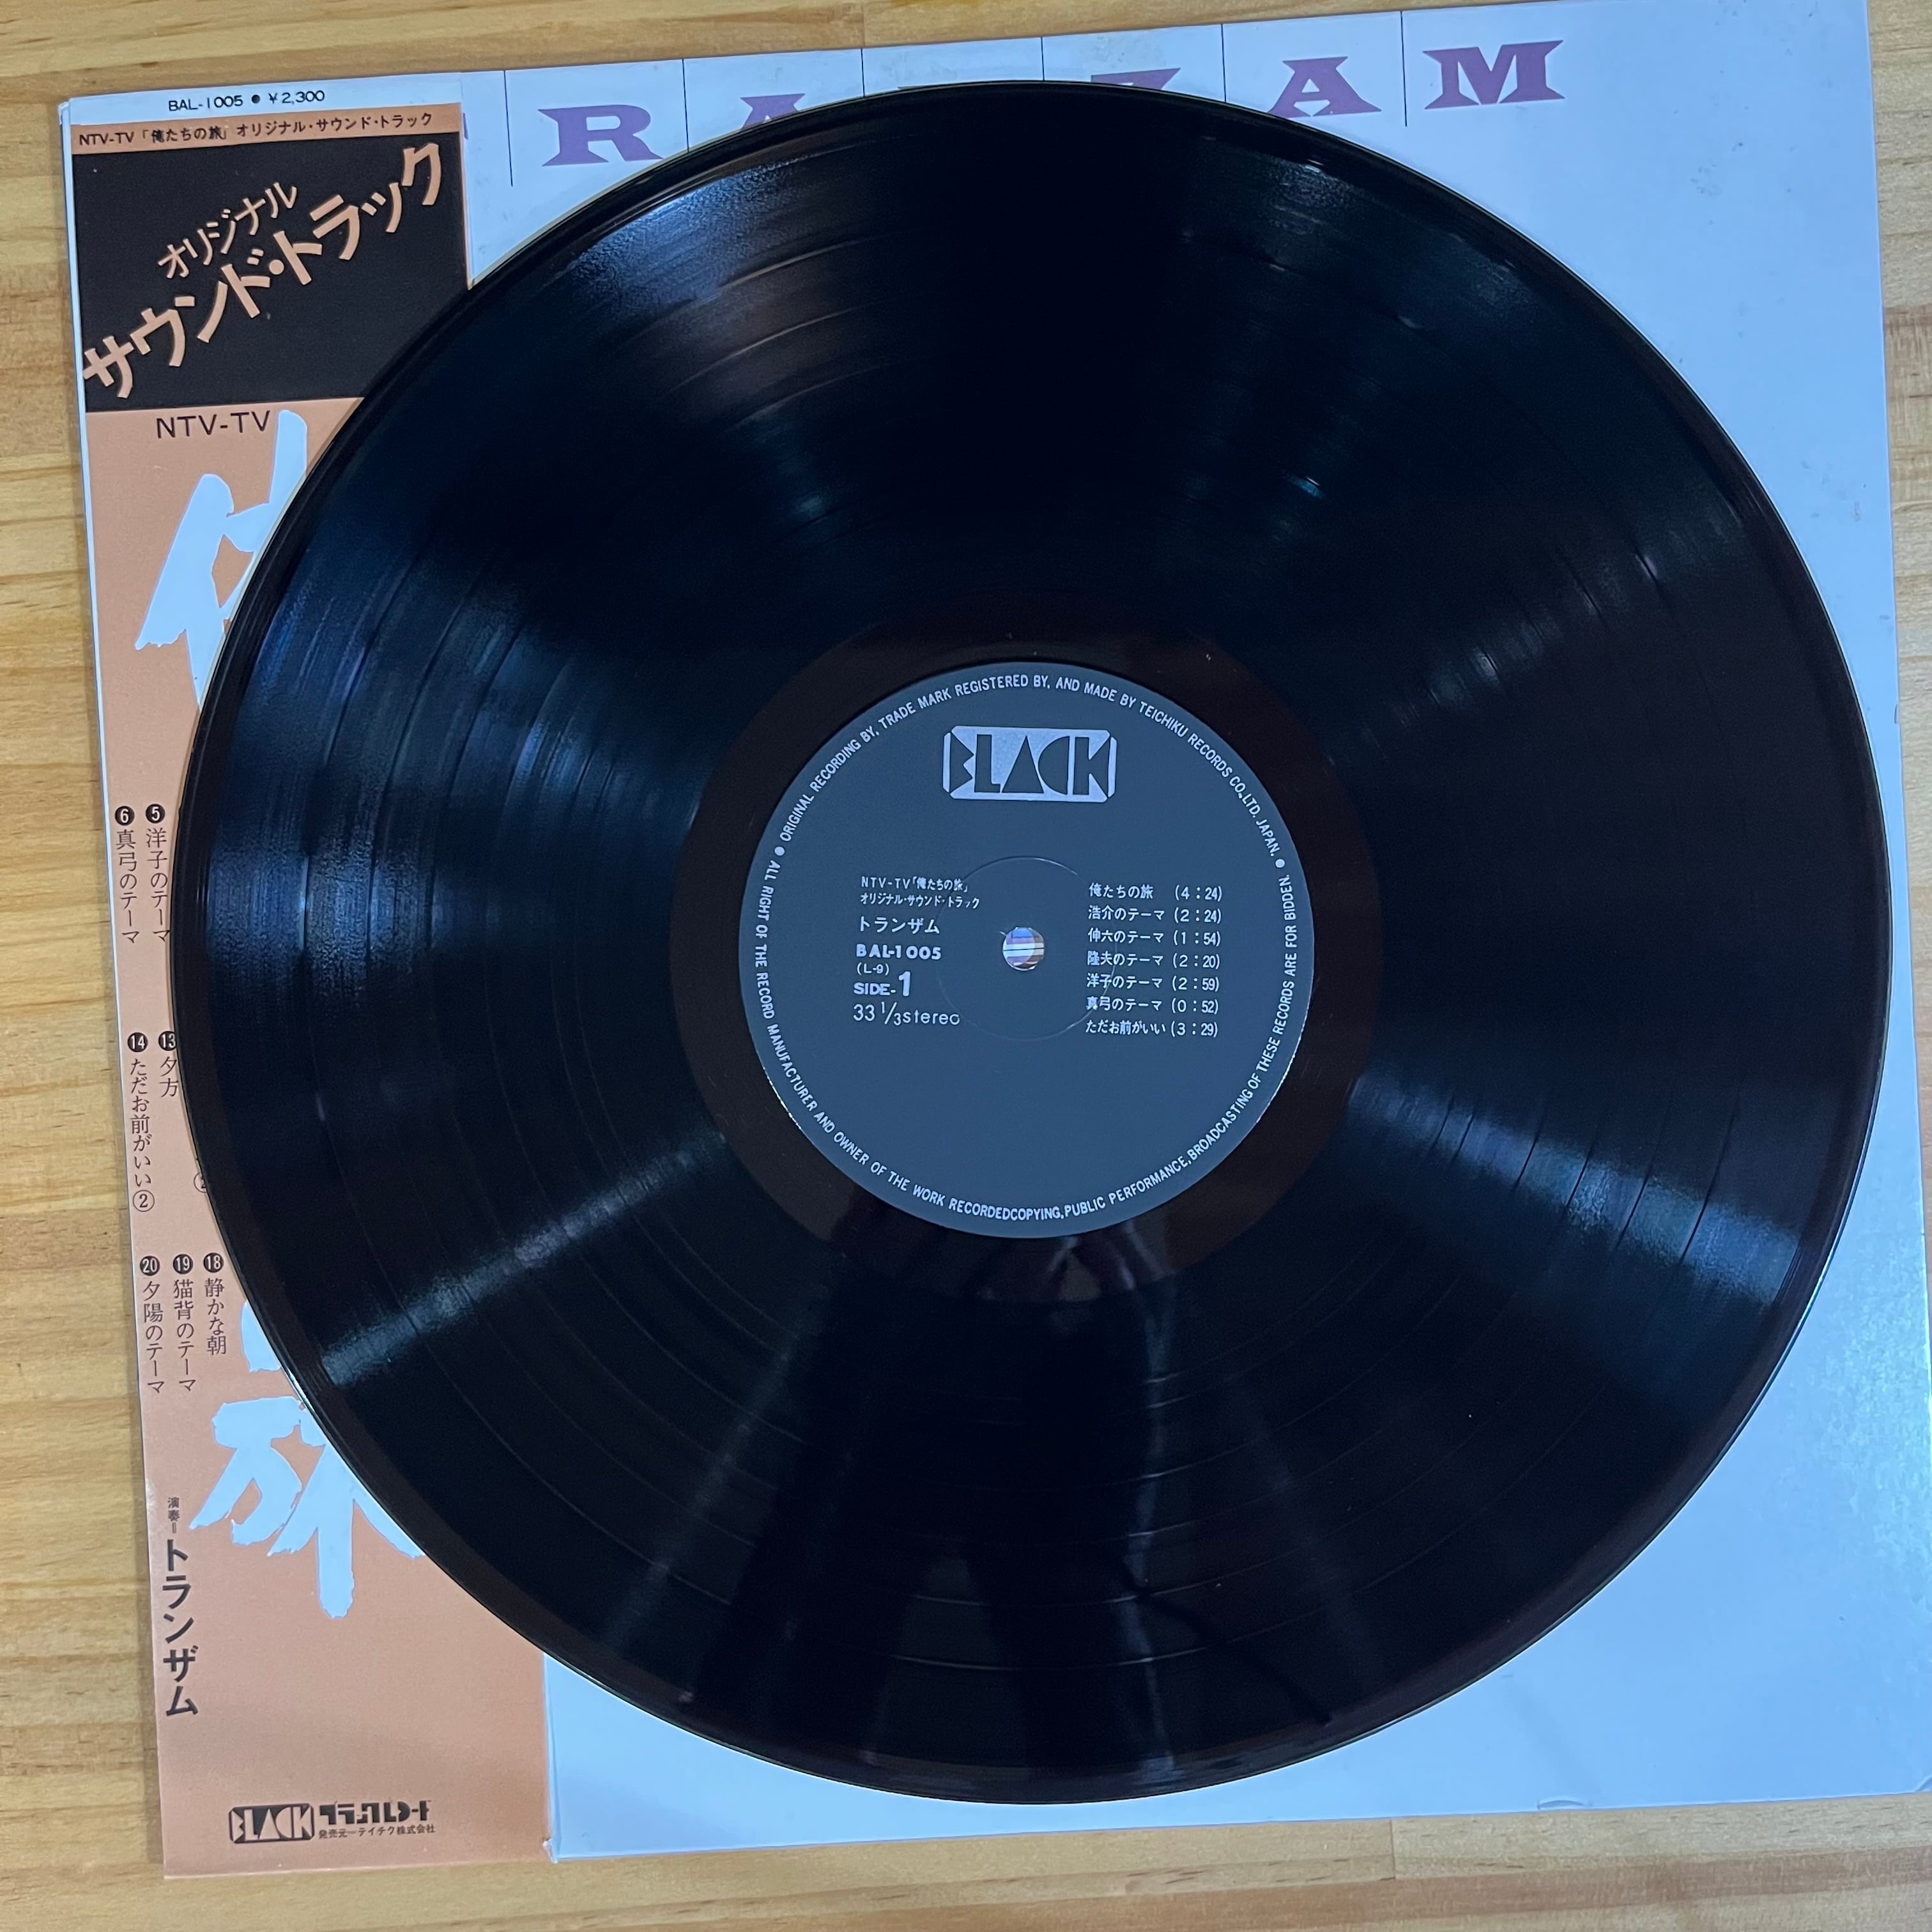 BAL-1005 ● ¥2,300
NTV-TV「俺たちの旅」オリジナル・サウンド・トラック
オリジナル
サウンド・トラック
NTV-TV
❺洋子のテーマ
❻真弓のテーマ
⓭夕方
⓮ただお前がいい②
⓲静かな朝
⓳猫背のテーマ
⓴夕陽のテーマ
演奏=トランザム
BLACK ブラックレコード
発売元―テイチク株式会社
RA AM
● ORIGINAL RECORDING BY, TRADE MARK REGISTERED BY, AND MADE BY TEICHIKU RECORDS CO.,LTD. JAPAN. ●
ALL RIGHT OF THE RECORD MANUFACTURER AND OWNER OF THE WORK RECORDEDCOPYING,PUBLIC PERFORMANCE,BROADCASTING OF THESE RECORDS ARE FOR BIDDEN.
BLACK
NTV-TV「俺たちの旅」
オリジナル・サウンド・トラック
トランザム
BAL-1005
(L-9)
SIDE-1
33 1/3 stereo
俺たちの旅 (4:24)
浩介のテーマ (2:24)
伸六のテーマ (1:54)
隆夫のテーマ (2:20)
洋子のテーマ (2:59)
真弓のテーマ (0:52)
ただお前がいい (3:29)